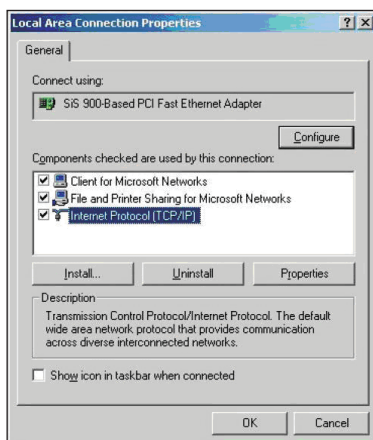 Local Area Connection Properties
General
Connect using:
SiS 900-Based PCI Fast Ethernet Adapter
Configure
Components checked are used by this connection:
Client for Microsoft Networks
File and Printer Sharing for Microsoft Networks
Internet Protocol (TCP/IP)
Install... Uninstall Properties
Description
Transmission Control Protocol/Internet Protocol. The default
wide area network protocol that provides communication
across diverse interconnected networks.
Show icon in taskbar when connected
OK Cancel